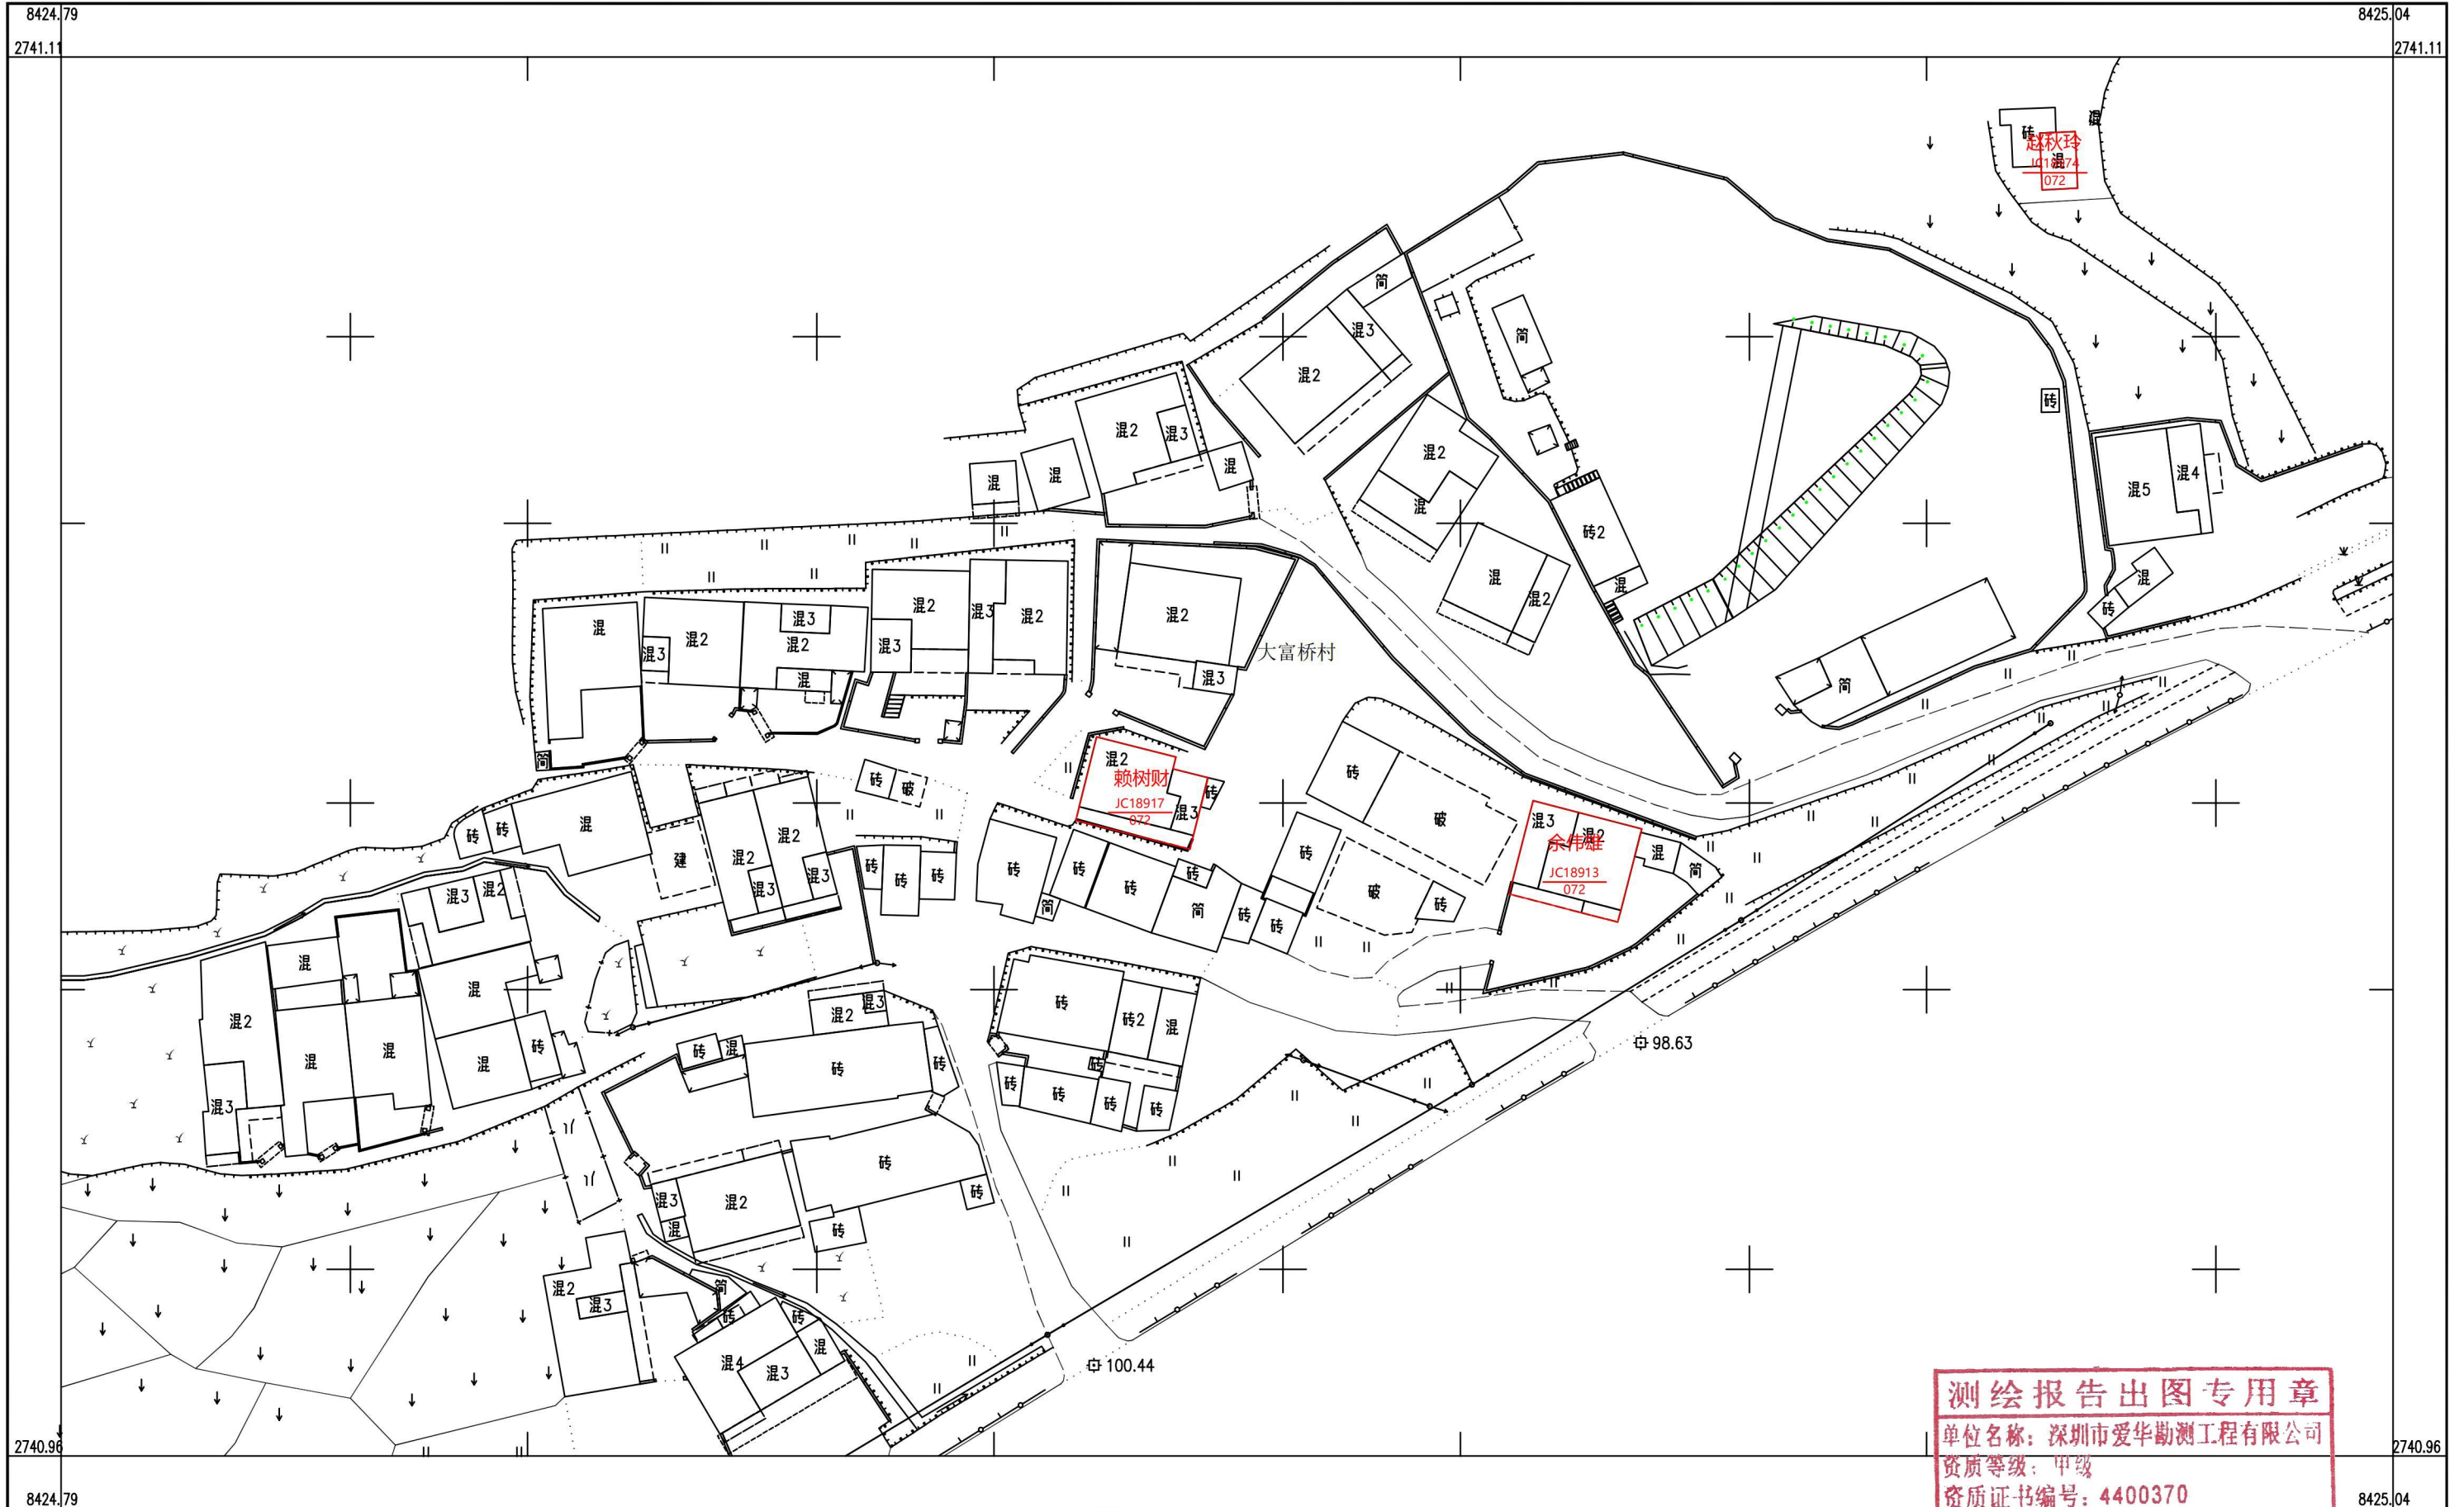 8424.79
8425.04
2741.11
2741.11
砖
混
赵秋玲
混
072
简
混3
简
混2
砖
混2
混3
混2
混
混
混
混4
混5
混
砖2
混
混
混2
混
砖
混
混2
混3
混2
混3
混2
混3
混2
混3
混2
混
混2
混3
大富桥村
简
简
混2
赖树财
JC18917
072
混3
砖
砖
破
砖
破
混3
混2
余伟雄
JC18913
072
混
简
砖
砖
混
建
混2
混2
混3
混3
砖
砖
砖
砖
砖
简
砖
砖
简
砖
砖
砖
破
砖
混3
混2
混
混2
混
混
混
混
砖
混3
砖
混
混2
混3
砖
砖
砖
砖2
混
砖
砖
砖
砖
砖
98.63
混3
混
混2
砖
砖
砖
混2
混3
简
砖
砖
混
混4
混3
100.44
测绘报告出图专用章
单位名称：深圳市爱华勘测工程有限公司
资质等级：甲级
资质证书编号：4400370
2740.96
2740.96
8424.79
8425.04